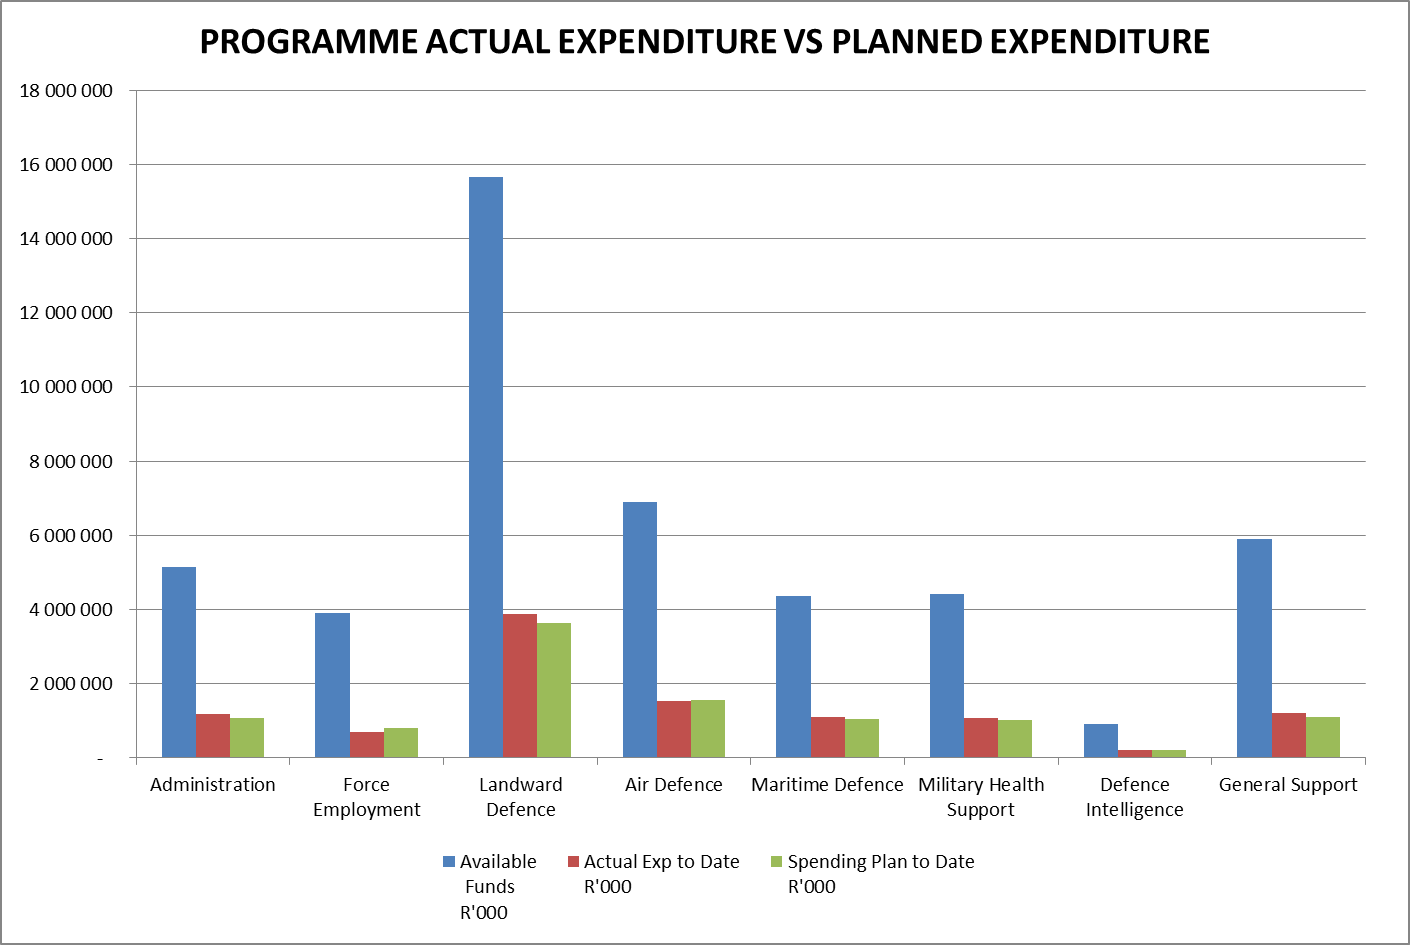 PROGRAMME ACTUAL EXPENDITURE VS PLANNED EXPENDITURE
18 000 000
16 000 000
14 000 000
12 000 000
10 000 000
8 000 000
6 000 000
4 000 000
2 000 000
-
Administration
Force
Employment
Landward
Defence
Air Defence
Maritime Defence
Military Health
Support
Defence
Intelligence
General Support
Available
Funds
R'000
Actual Exp to Date
R'000
Spending Plan to Date
R'000